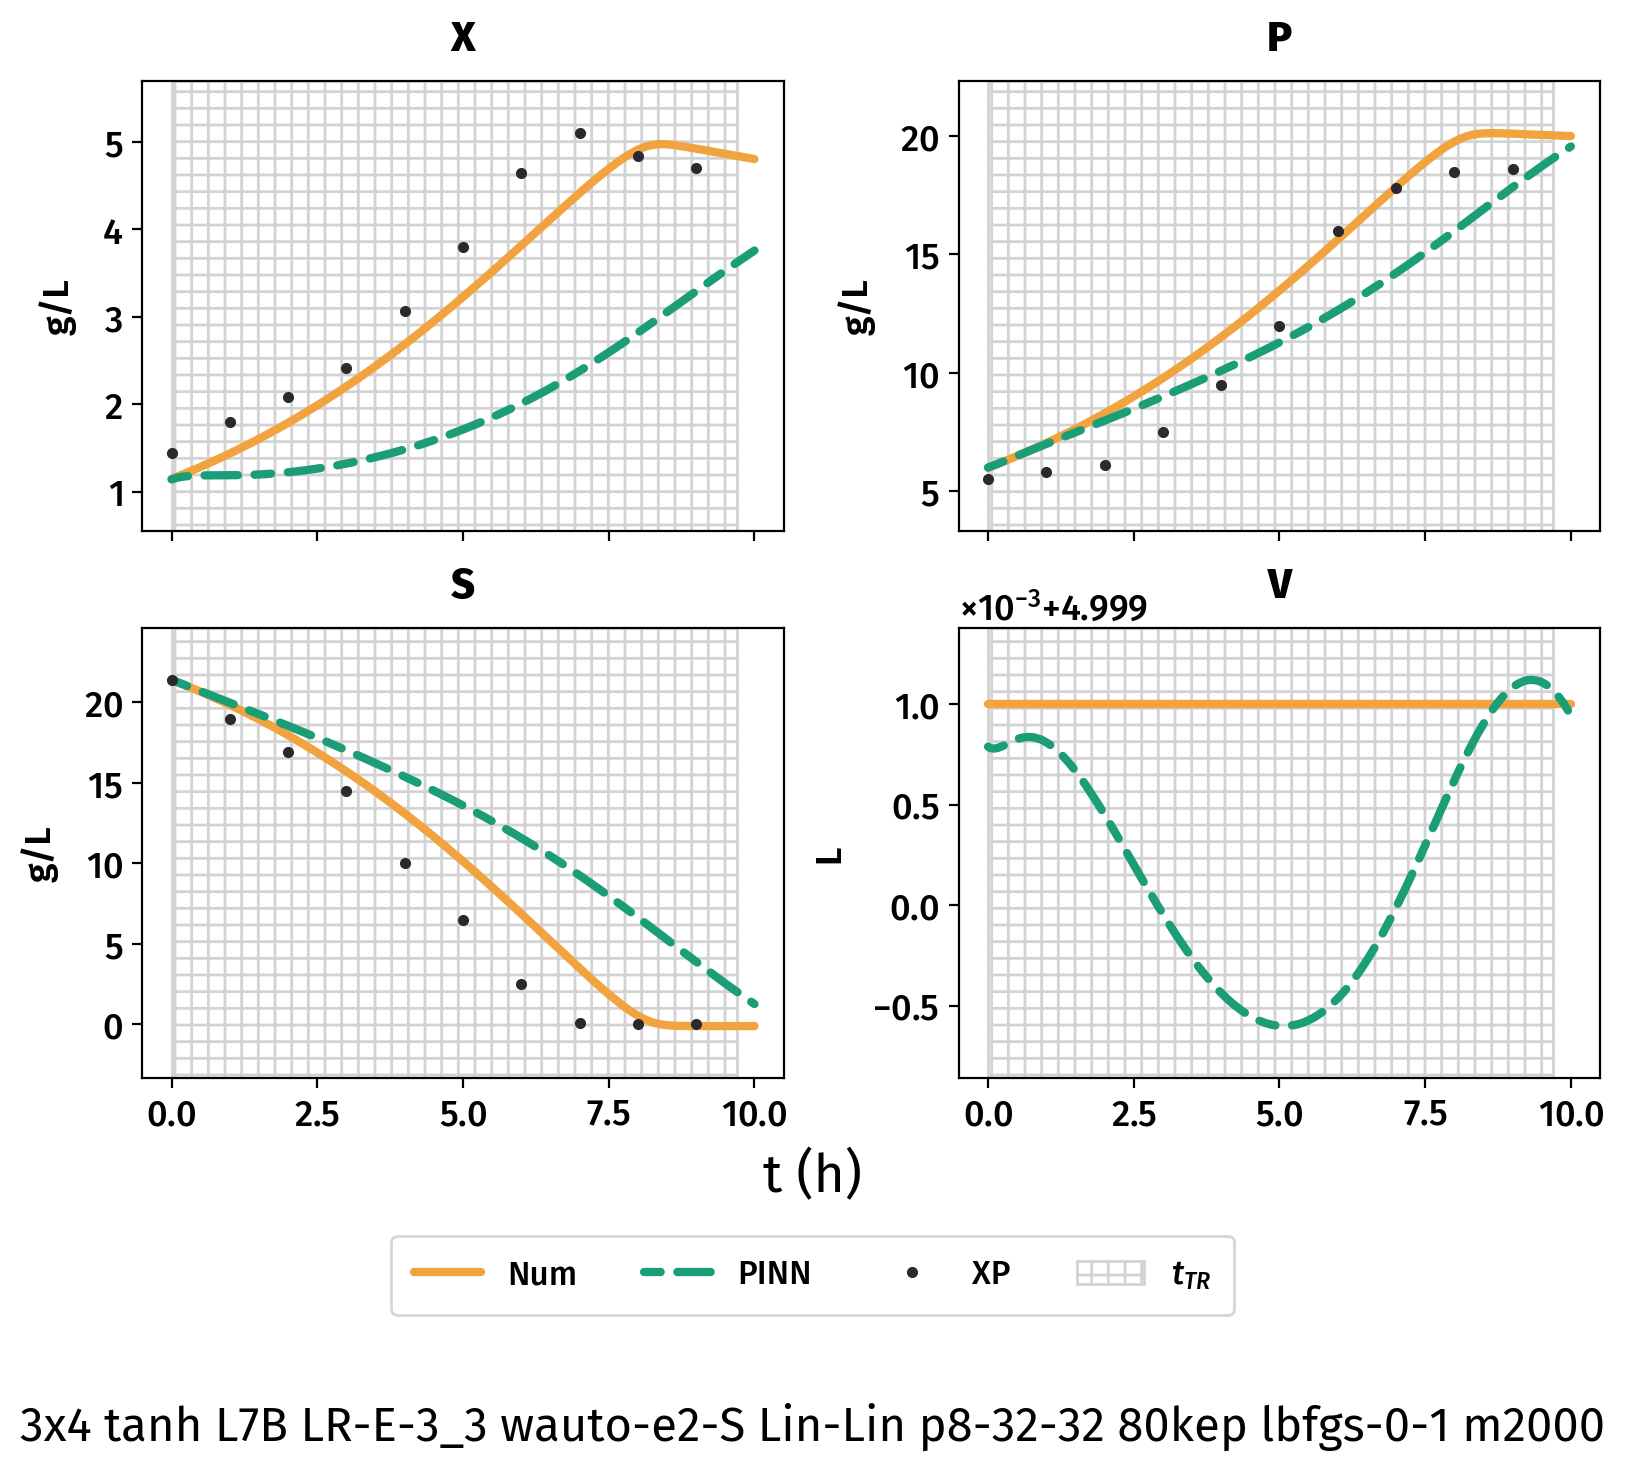 X
P
5
4
3
2
1
g/L
20
15
10
5
g/L
S
V
×10⁻³+4.999
20
15
10
5
0
g/L
1.0
0.5
0.0
−0.5
L
0.0 2.5 5.0 7.5 10.0
0.0 2.5 5.0 7.5 10.0
t (h)
Num PINN XP t_TR
3x4 tanh L7B LR-E-3_3 wauto-e2-S Lin-Lin p8-32-32 80kep lbfgs-0-1 m2000